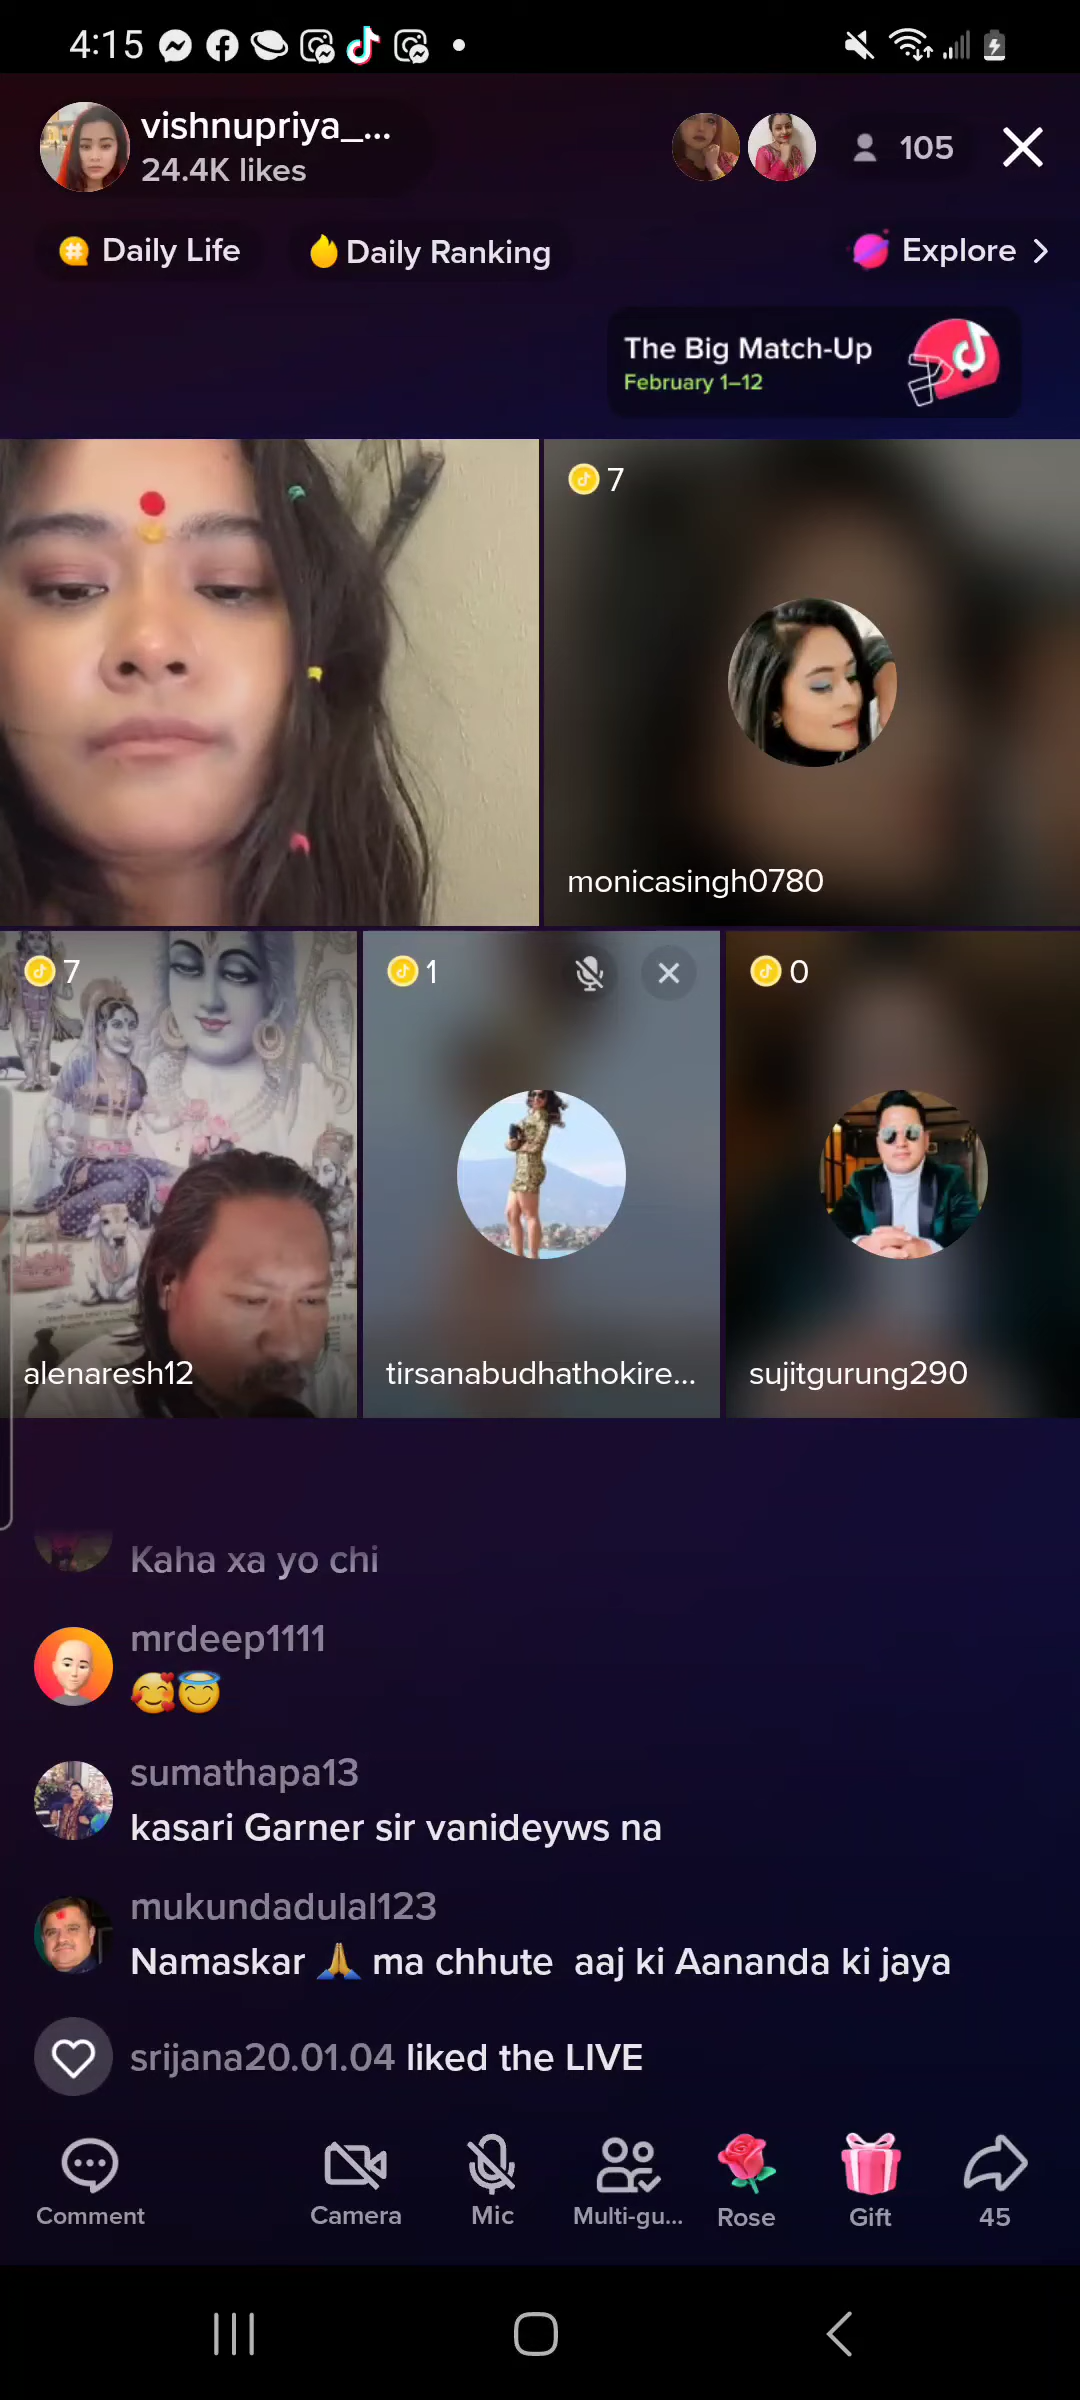 4:15
vishnupriya_...
24.4K likes
105
Daily Life
Daily Ranking
Explore >
The Big Match-Up
February 1–12
7
monicasingh0780
7
alenaresh12
1
tirsanabudhathokire...
0
sujitgurung290
Kaha xa yo chi
mrdeep1111
🥰😇
sumathapa13
kasari Garner sir vanideyws na
mukundadulal123
Namaskar 🙏 ma chhute aaj ki Aananda ki jaya
srijana20.01.04 liked the LIVE
Comment
Camera
Mic
Multi-gu...
Rose
Gift
45